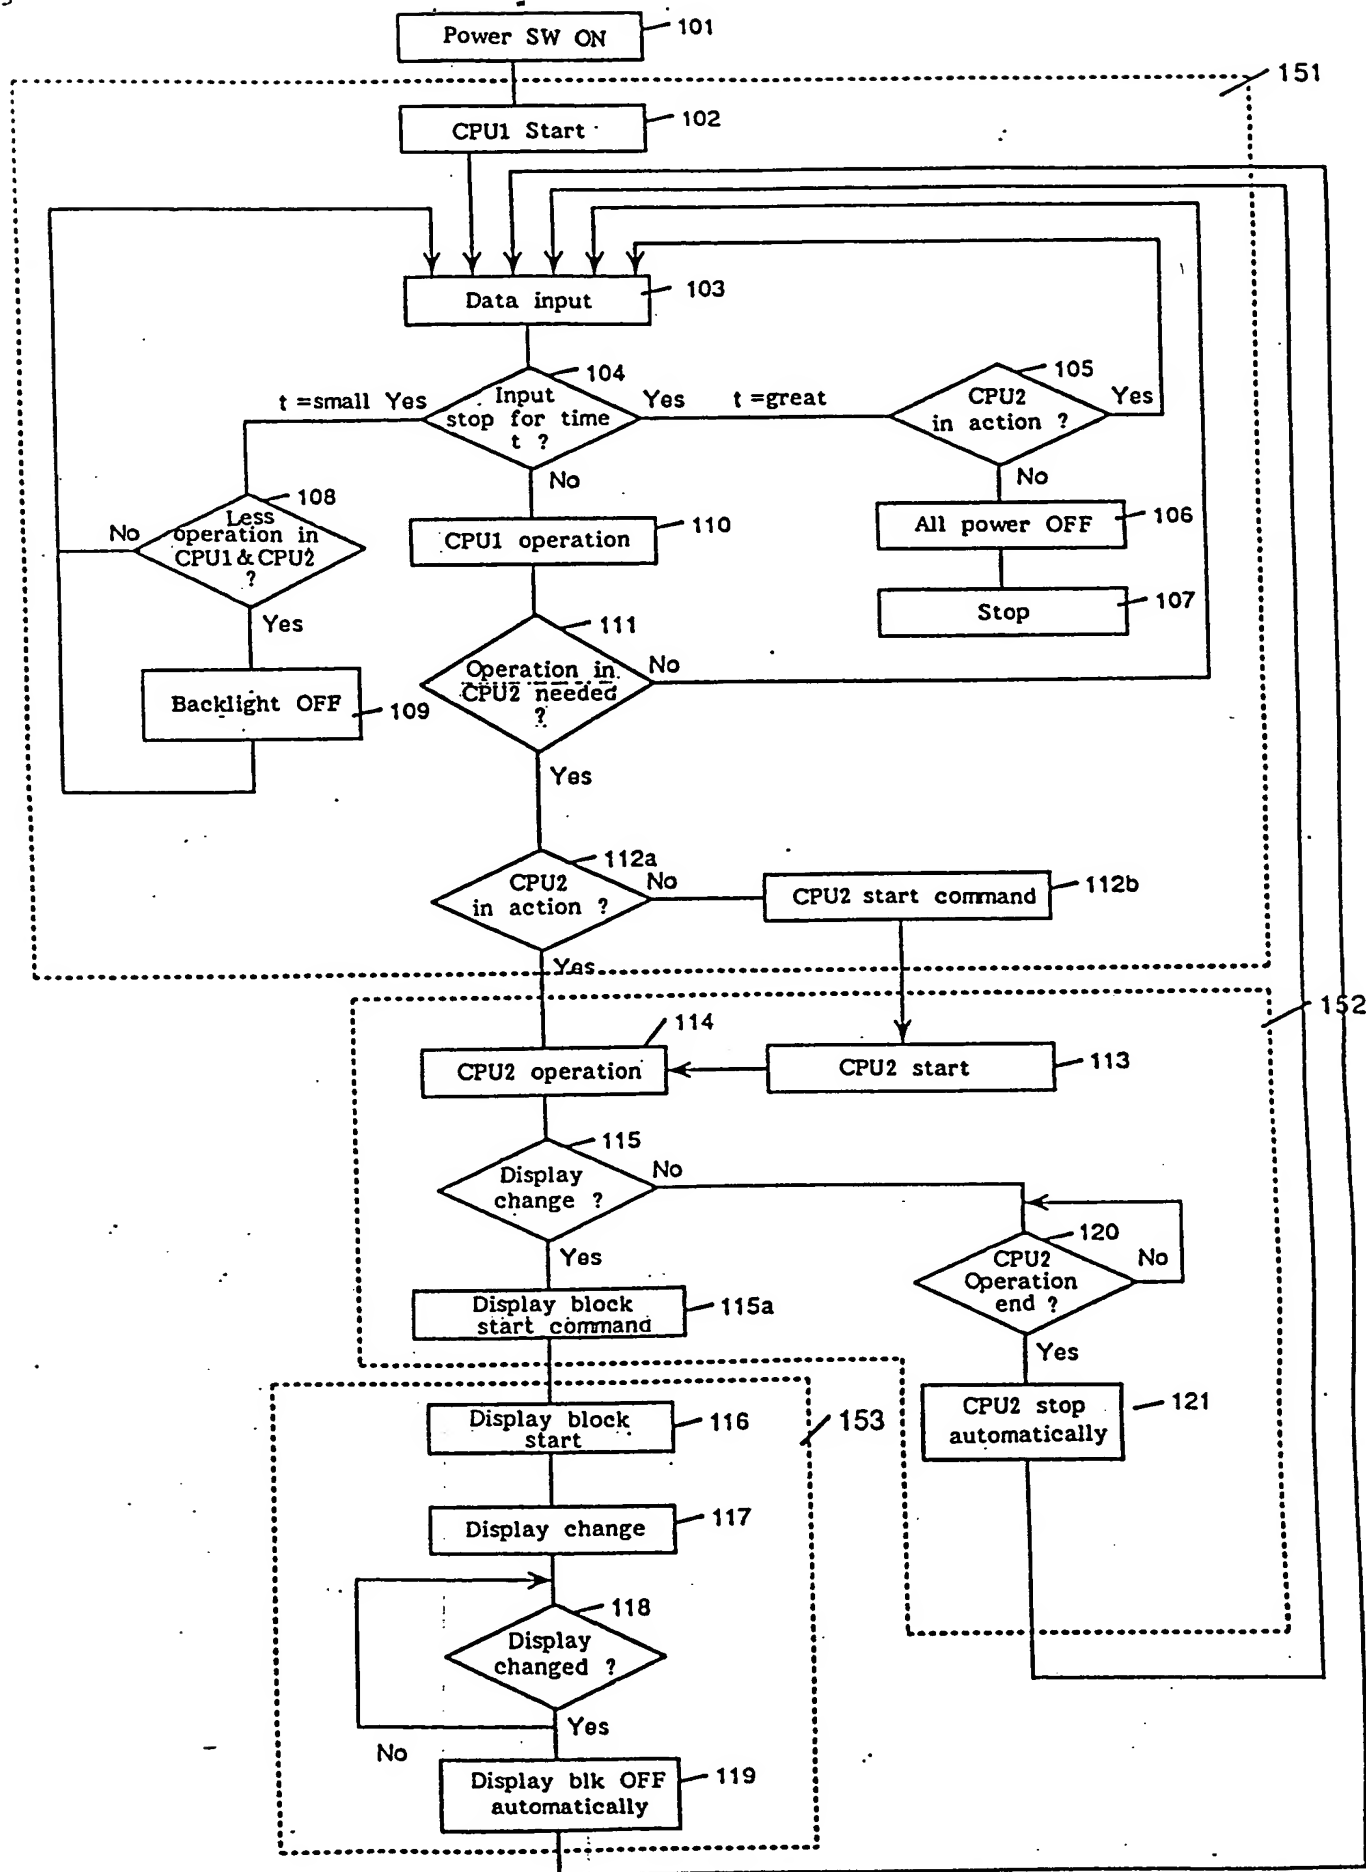 Power SW ON
101
151
CPU1 Start
102
Data input
103
104
Input
stop for time
t ?
t =small Yes
Yes t =great
105
CPU2
in action ?
Yes
No
No
108
Less
operation in
CPU1 & CPU2
?
No
Yes
110
CPU1 operation
All power OFF
106
Stop
107
111
Operation in
CPU2 needed
?
No
Yes
Backlight OFF
109
112a
CPU2
in action ?
No
Yes
CPU2 start command
112b
152
114
CPU2 operation
CPU2 start
113
115
Display
change ?
No
Yes
120
CPU2
Operation
end ?
No
Yes
Display block
start command
115a
CPU2 stop
automatically
121
Display block
start
116
153
Display change
117
118
Display
changed ?
Yes
No
Display blk OFF
automatically
119